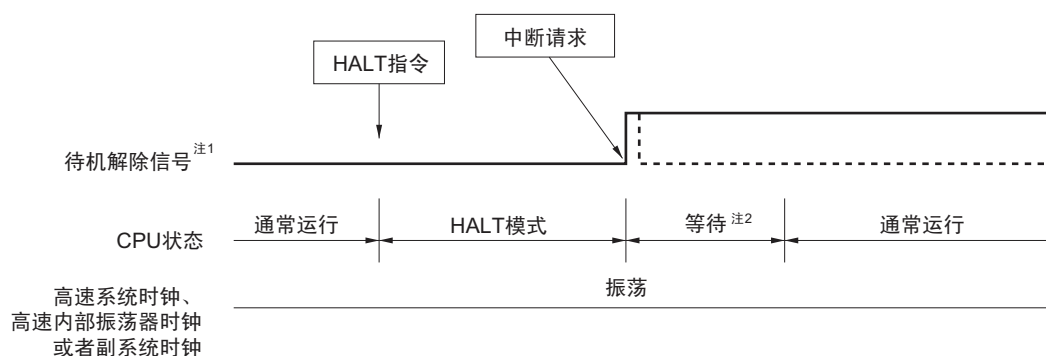 中断请求
HALT指令
待机解除信号注1
CPU状态
通常运行
HALT模式
等待 注2
通常运行
振荡
高速系统时钟、
高速内部振荡器时钟
或者副系统时钟